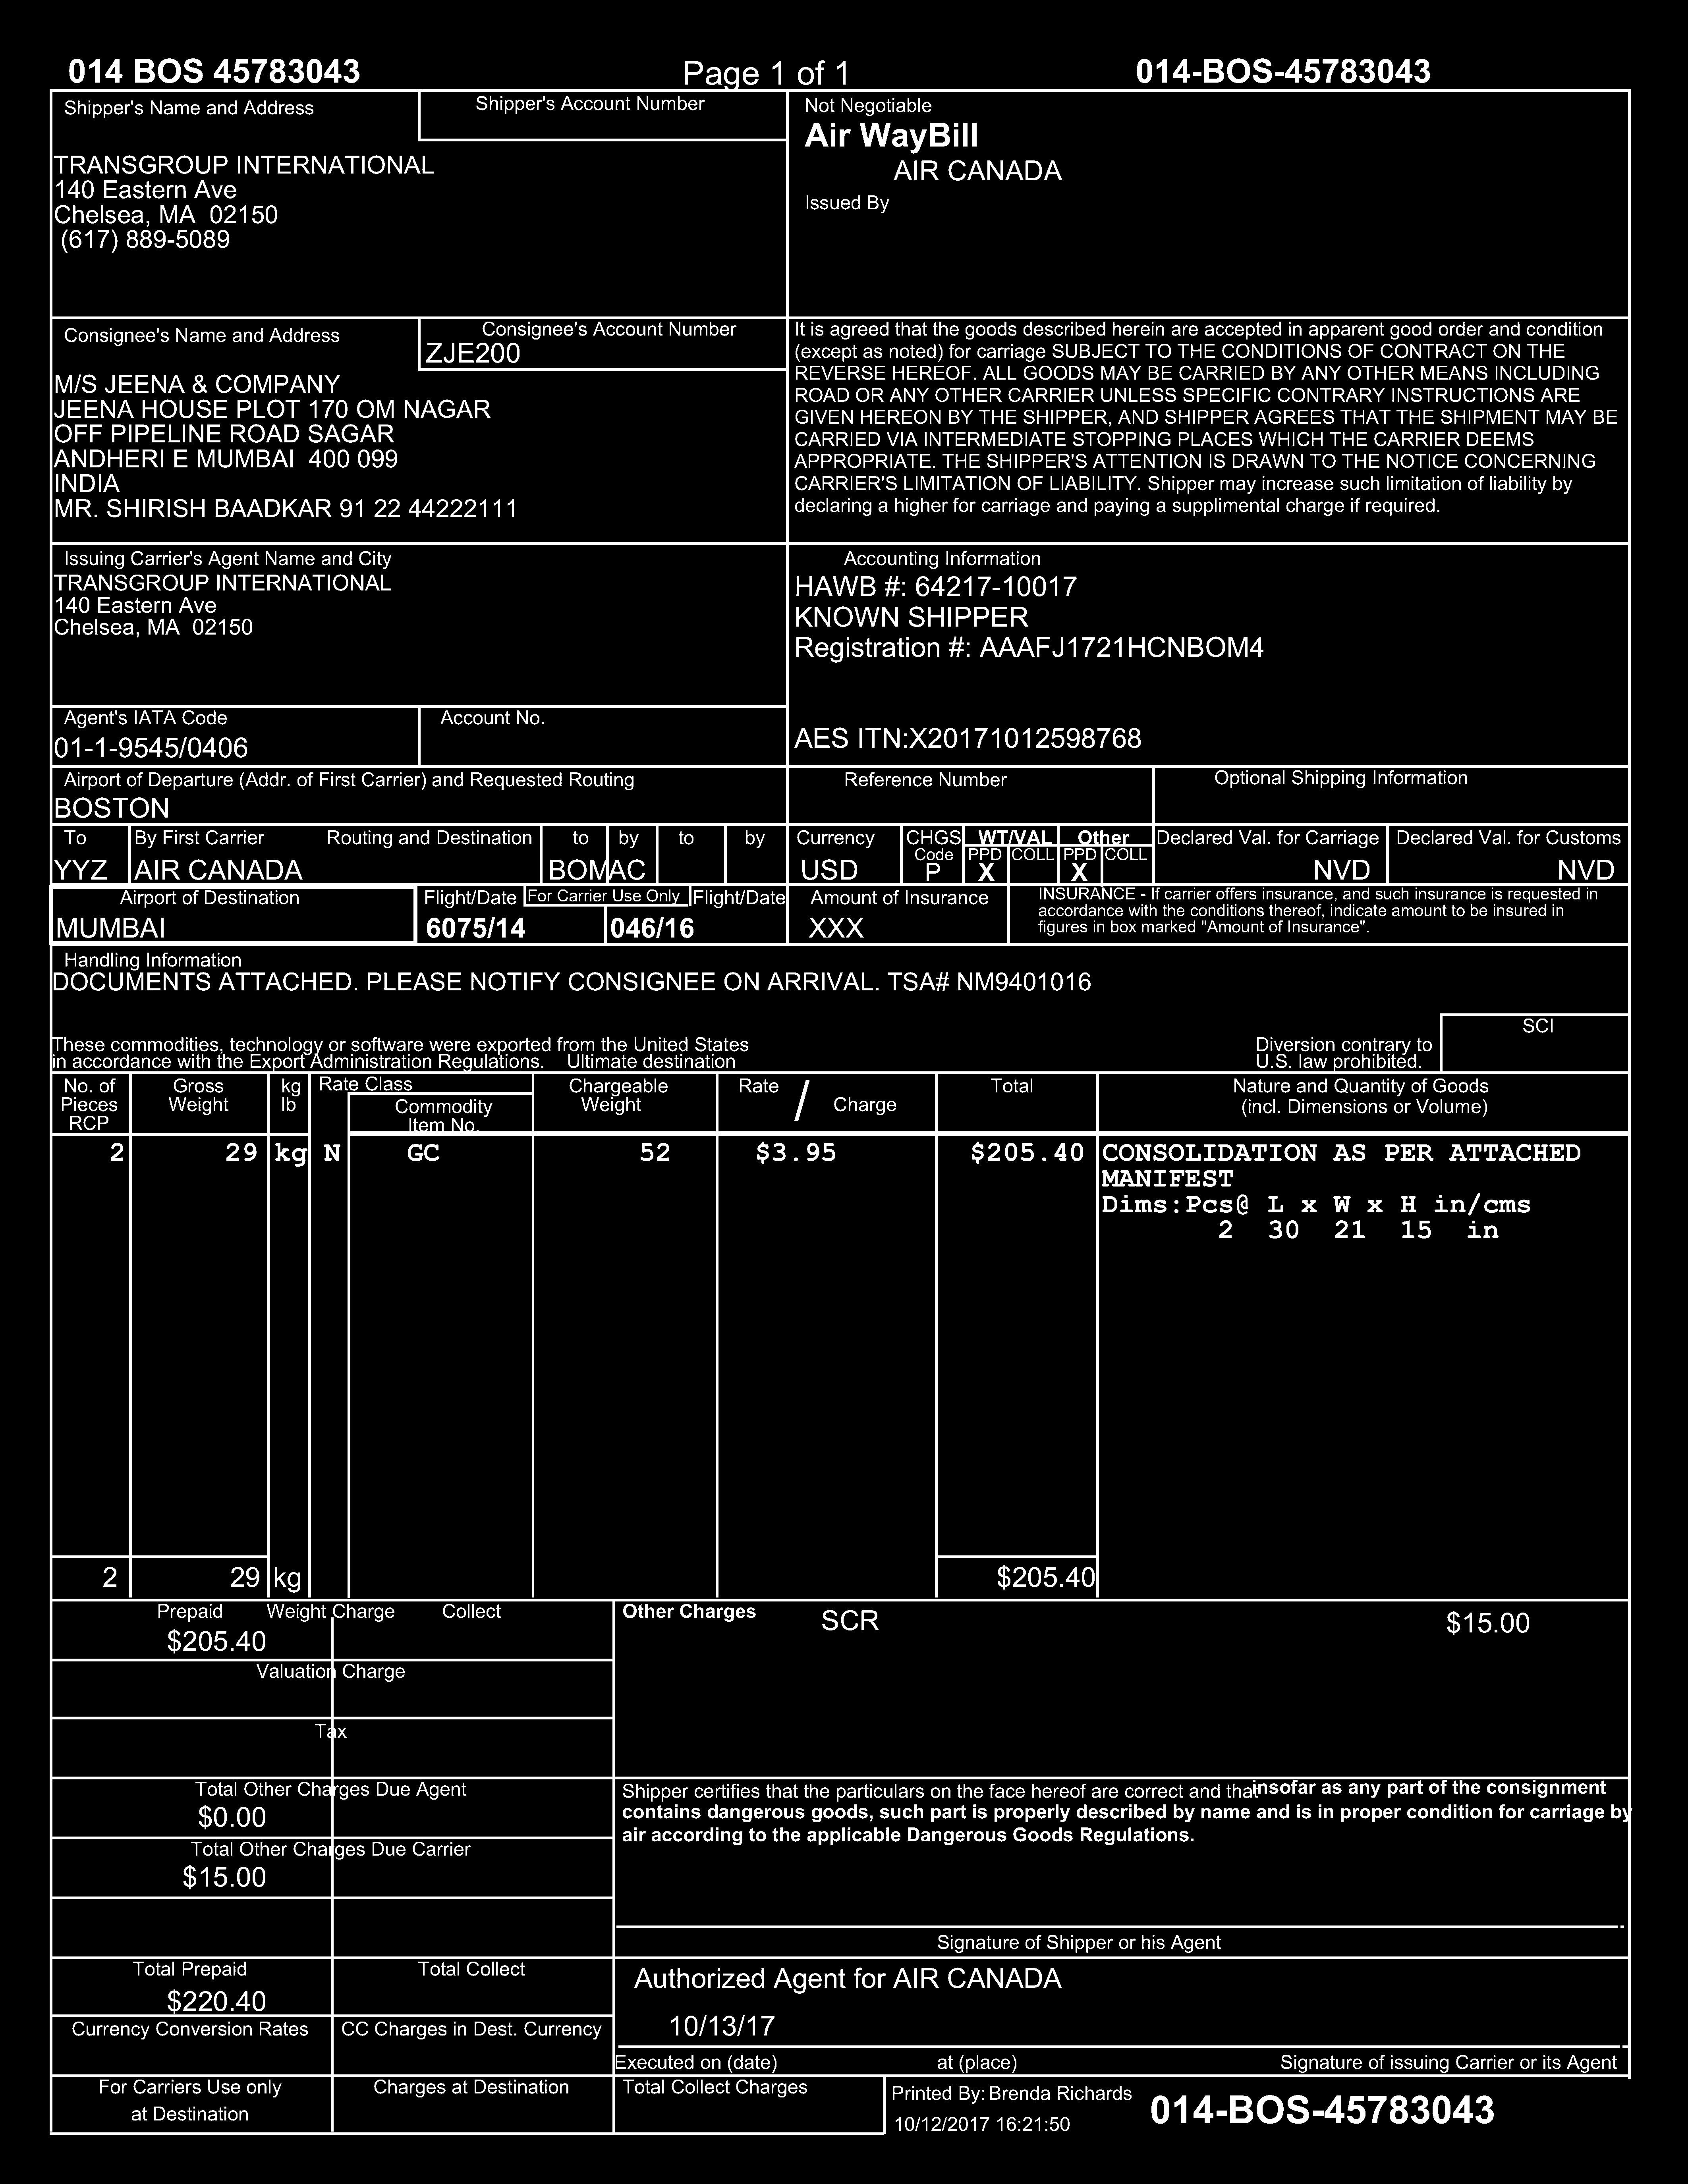 014 BOS 45783043
Page 1 of 1
014-BOS-45783043
Shipper's Name and Address
Shipper's Account Number
TRANSGROUP INTERNATIONAL
140 Eastern Ave
Chelsea, MA  02150
(617) 889-5089
Not Negotiable
Air WayBill
AIR CANADA
Issued By
Consignee's Name and Address
Consignee's Account Number
ZJE200
M/S JEENA & COMPANY
JEENA HOUSE PLOT 170 OM NAGAR
OFF PIPELINE ROAD SAGAR
ANDHERI E MUMBAI  400 099
INDIA
MR. SHIRISH BAADKAR 91 22 44222111
It is agreed that the goods described herein are accepted in apparent good order and condition
(except as noted) for carriage SUBJECT TO THE CONDITIONS OF CONTRACT ON THE
REVERSE HEREOF. ALL GOODS MAY BE CARRIED BY ANY OTHER MEANS INCLUDING
ROAD OR ANY OTHER CARRIER UNLESS SPECIFIC CONTRARY INSTRUCTIONS ARE
GIVEN HEREON BY THE SHIPPER, AND SHIPPER AGREES THAT THE SHIPMENT MAY BE
CARRIED VIA INTERMEDIATE STOPPING PLACES WHICH THE CARRIER DEEMS
APPROPRIATE. THE SHIPPER'S ATTENTION IS DRAWN TO THE NOTICE CONCERNING
CARRIER'S LIMITATION OF LIABILITY. Shipper may increase such limitation of liability by
declaring a higher for carriage and paying a supplimental charge if required.
Issuing Carrier's Agent Name and City
TRANSGROUP INTERNATIONAL
140 Eastern Ave
Chelsea, MA  02150
Accounting Information
HAWB #: 64217-10017
KNOWN SHIPPER
Registration #: AAAFJ1721HCNBOM4
AES ITN:X20171012598768
Agent's IATA Code
01-1-9545/0406
Account No.
Airport of Departure (Addr. of First Carrier) and Requested Routing
BOSTON
Reference Number
Optional Shipping Information
To
YYZ
By First Carrier
Routing and Destination
AIR CANADA
to
by
to
by
BOM
AC
Currency
USD
CHGS
Code
P
WT/VAL
PPD
COLL
X
Other
PPD
COLL
X
Declared Val. for Carriage
NVD
Declared Val. for Customs
NVD
Airport of Destination
MUMBAI
Flight/Date
For Carrier Use Only
Flight/Date
6075/14
046/16
Amount of Insurance
XXX
INSURANCE - If carrier offers insurance, and such insurance is requested in
accordance with the conditions thereof, indicate amount to be insured in
figures in box marked "Amount of Insurance".
Handling Information
DOCUMENTS ATTACHED. PLEASE NOTIFY CONSIGNEE ON ARRIVAL. TSA# NM9401016
SCI
These commodities, technology or software were exported from the United States
in accordance with the Export Administration Regulations.   Ultimate destination
Diversion contrary to
U.S. law prohibited.
No. of
Pieces
RCP
Gross
Weight
kg
lb
Rate Class
Commodity
Item No.
Chargeable
Weight
Rate / Charge
Total
Nature and Quantity of Goods
(incl. Dimensions or Volume)
2 29 kg N GC 52 $3.95 $205.40
CONSOLIDATION AS PER ATTACHED
MANIFEST
Dims:Pcs@ L x W x H in/cms
2 30 21 15 in
2 29 kg $205.40
Prepaid
Weight Charge
Collect
$205.40
Valuation Charge
Tax
Total Other Charges Due Agent
$0.00
Total Other Charges Due Carrier
$15.00
Other Charges
SCR
$15.00
Shipper certifies that the particulars on the face hereof are correct and that insofar as any part of the consignment
contains dangerous goods, such part is properly described by name and is in proper condition for carriage by
air according to the applicable Dangerous Goods Regulations.
Signature of Shipper or his Agent
Total Prepaid
Total Collect
$220.40
Authorized Agent for AIR CANADA
10/13/17
Currency Conversion Rates
CC Charges in Dest. Currency
Executed on (date)
at (place)
Signature of issuing Carrier or its Agent
For Carriers Use only
at Destination
Charges at Destination
Total Collect Charges
Printed By: Brenda Richards
10/12/2017 16:21:50
014-BOS-45783043